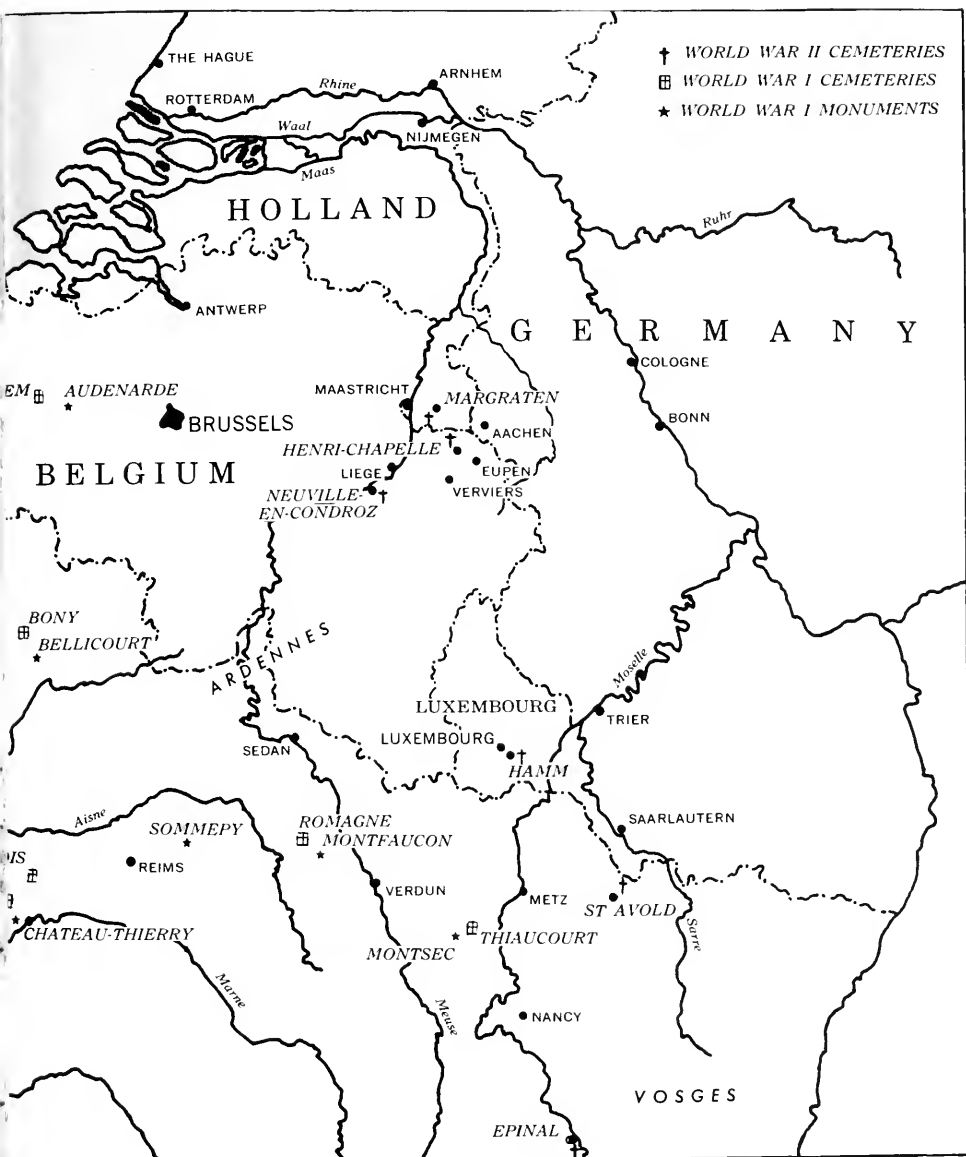 THE HAGUE
† WORLD WAR II CEMETERIES
WORLD WAR I CEMETERIES
★ WORLD WAR I MONUMENTS
ARNHEM
Rhine
ROTTERDAM
Waal
NIJMEGEN
Maas
HOLLAND
Ruhr
ANTWERP
GERMANY
COLOGNE
EM
AUDENARDE
MAASTRICHT
MARGRATEN
BRUSSELS
BONN
AACHEN
HENRI-CHAPELLE
BELGIUM
LIEGE
EUPEN
VERVIERS
NEUVILLE-
EN-CONDROZ
BONY
BELLICOURT
ARDENNES
Moselle
LUXEMBOURG
TRIER
LUXEMBOURG
SEDAN
HAMM
Aisne
SOMMEPY
ROMAGNE
MONTFAUCON
SAARLAUTERN
IS
REIMS
VERDUN
METZ
ST AVOLD
CHATEAU-THIERRY
MONTSEC
THIAUCOURT
Sarre
Marne
Meuse
NANCY
VOSGES
EPINAL